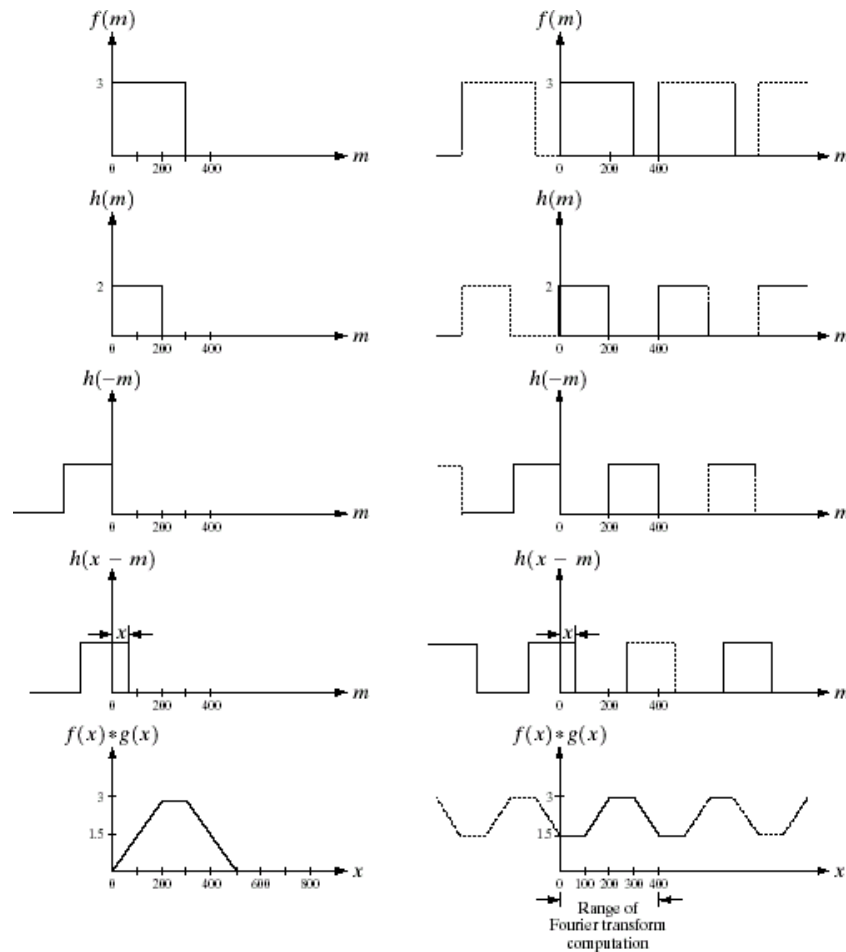 f(m) f(m)
3 3
0 200 400 m 0 200 400 m
h(m) h(m)
2 2
0 200 400 m 0 200 400 m
h(−m) h(−m)
0 200 400 m 0 200 400 m
h(x − m) h(x − m)
x x
0 200 400 m 0 200 400 m
f(x)*g(x) f(x)*g(x)
3 3
1.5 1.5
0 200 400 600 800 x 0 100 200 300 400 x
Range of
Fourier transform
computation